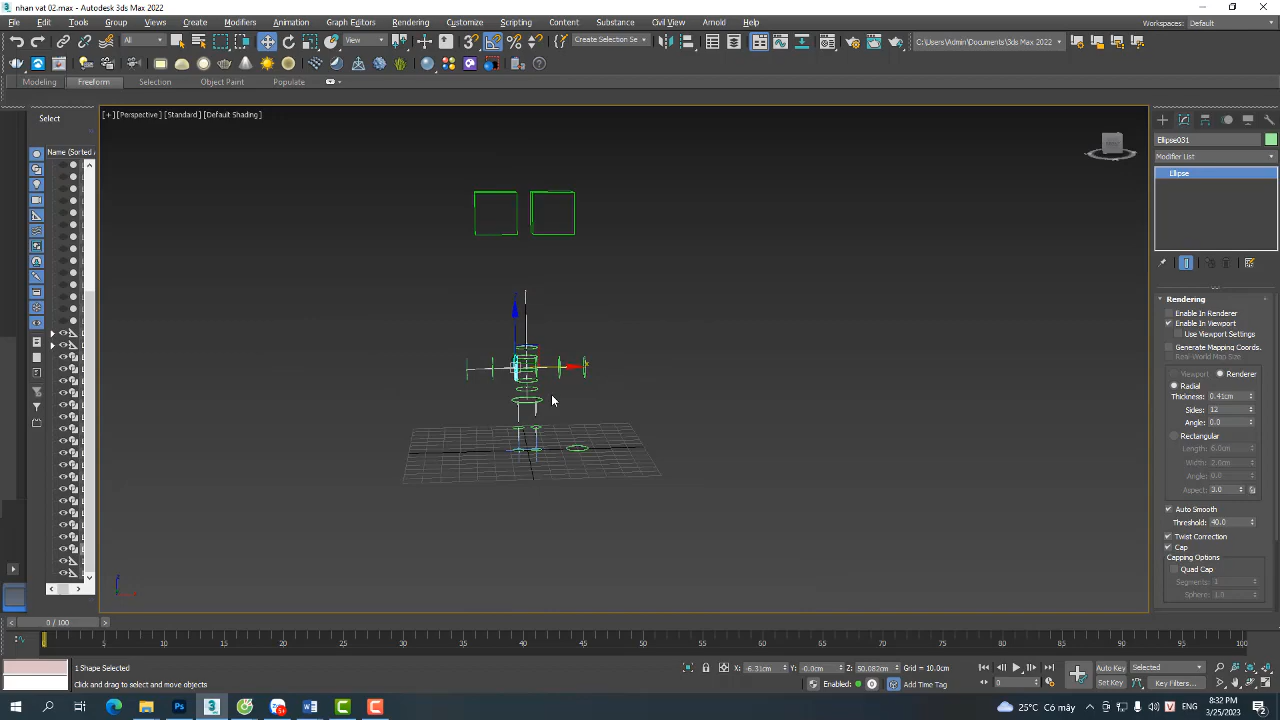 nhan vat 02.max - Autodesk 3ds Max 2022
File Edit Tools Group Views Create Modifiers Animation Graph Editors Rendering Customize Scripting Content Substance Civil View Arnold Help
Workspaces: Default
All View Create Selection Se C:\Users\Admin\Documents\3ds Max 2022
Modeling Freeform Selection Object Paint Populate
Select
[+] [Perspective] [Standard] [Default Shading]
Name (Sorted A
Ellipse031
Modifier List
Ellipse
Rendering
Enable In Renderer
Enable In Viewport
Use Viewport Settings
Generate Mapping Coords.
Real-World Map Size
Viewport Renderer
Radial
Thickness: 0.41cm
Sides: 12
Angle: 0.0
Rectangular
Length: 6.0cm
Width: 2.0cm
Angle: 0.0
Aspect: 3.0
Auto Smooth
Threshold: 40.0
Twist Correction
Cap
Capping Options
Quad Cap
Segments: 1
Sphere: 1.0
0 / 100
0 5 10 15 20 25 30 35 40 45 50 55 60 65 70 75 80 85 90 95 100
1 Shape Selected
X: -6.31cm Y: -0.0cm Z: 50.082cm Grid = 10.0cm
Auto Key Selected
Click and drag to select and move objects
Enabled: Add Time Tag
0
Set Key Key Filters...
25°C Có mây
ENG
8:32 PM
3/25/2023